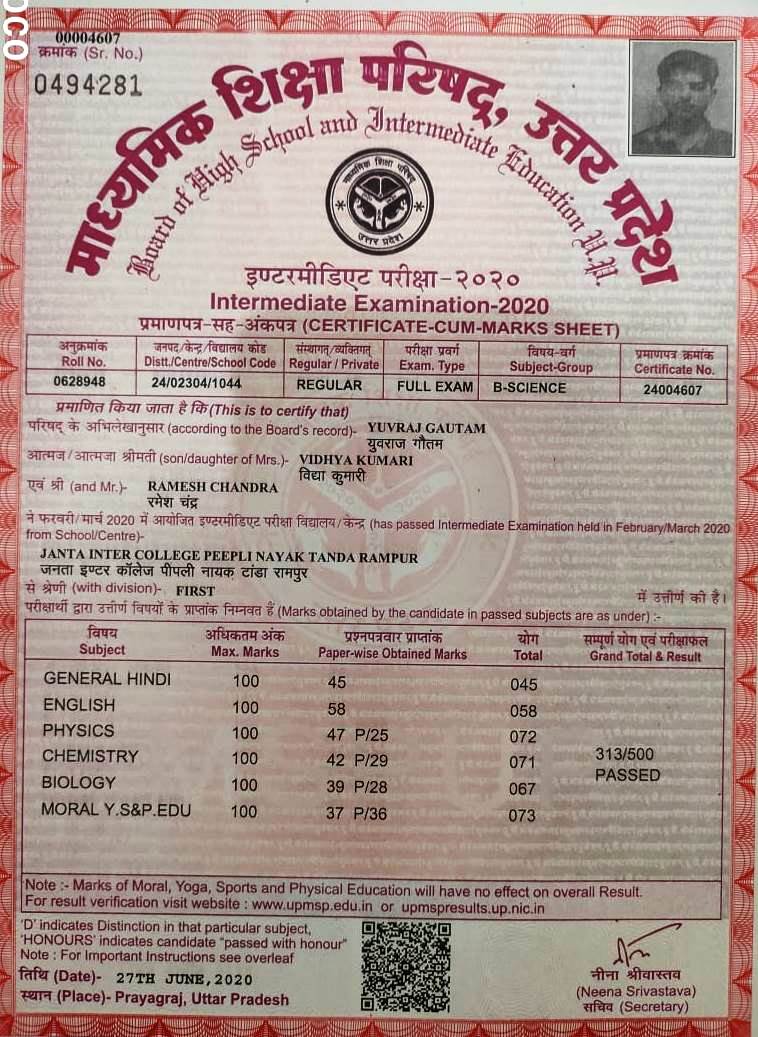 OCO
00004607
क्रमांक (Sr. No.)
0494281
माध्यमिक शिक्षा परिषद्, उत्तर प्रदेश
Board of High School and Intermediate Education U.P.
माध्यमिक शिक्षा परिषद्
उत्तर प्रदेश
इण्टरमीडिएट परीक्षा-२०२०
Intermediate Examination-2020
प्रमाणपत्र-सह-अंकपत्र (CERTIFICATE-CUM-MARKS SHEET)
अनुक्रमांक जनपद/केन्द्र/विद्यालय कोड संस्थागत/व्यक्तिगत परीक्षा प्रवर्ग विषय-वर्ग प्रमाणपत्र क्रमांक
Roll No. Distt./Centre/School Code Regular / Private Exam. Type Subject-Group Certificate No.
0628948 24/02304/1044 REGULAR FULL EXAM B-SCIENCE 24004607
प्रमाणित किया जाता है कि (This is to certify that)
परिषद् के अभिलेखानुसार (according to the Board's record)- YUVRAJ GAUTAM
युवराज गौतम
आत्मज/आत्मजा श्रीमती (son/daughter of Mrs.)- VIDHYA KUMARI
विद्या कुमारी
एवं श्री (and Mr.)- RAMESH CHANDRA
रमेश चंद्र
ने फरवरी/मार्च 2020 में आयोजित इण्टरमीडिएट परीक्षा विद्यालय/केन्द्र (has passed Intermediate Examination held in February/March 2020
from School/Centre)-
JANTA INTER COLLEGE PEEPLI NAYAK TANDA RAMPUR
जनता इण्टर कॉलेज पीपली नायक टांडा रामपुर
से श्रेणी (with division)- FIRST में उत्तीर्ण की है।
परीक्षार्थी द्वारा उत्तीर्ण विषयों के प्राप्तांक निम्नवत हैं (Marks obtained by the candidate in passed subjects are as under) :-
विषय अधिकतम अंक प्रश्नपत्रवार प्राप्तांक योग सम्पूर्ण योग एवं परीक्षाफल
Subject Max. Marks Paper-wise Obtained Marks Total Grand Total & Result
GENERAL HINDI 100 45 045
ENGLISH 100 58 058
PHYSICS 100 47 P/25 072
CHEMISTRY 100 42 P/29 071 313/500
PASSED
BIOLOGY 100 39 P/28 067
MORAL Y.S&P.EDU 100 37 P/36 073
Note :- Marks of Moral, Yoga, Sports and Physical Education will have no effect on overall Result.
For result verification visit website : www.upmsp.edu.in or upmspresults.up.nic.in
'D' indicates Distinction in that particular subject,
'HONOURS' indicates candidate "passed with honour"
Note : For Important Instructions see overleaf
तिथि (Date)- 27TH JUNE,2020
स्थान (Place)- Prayagraj, Uttar Pradesh
नीना श्रीवास्तव
(Neena Srivastava)
सचिव (Secretary)